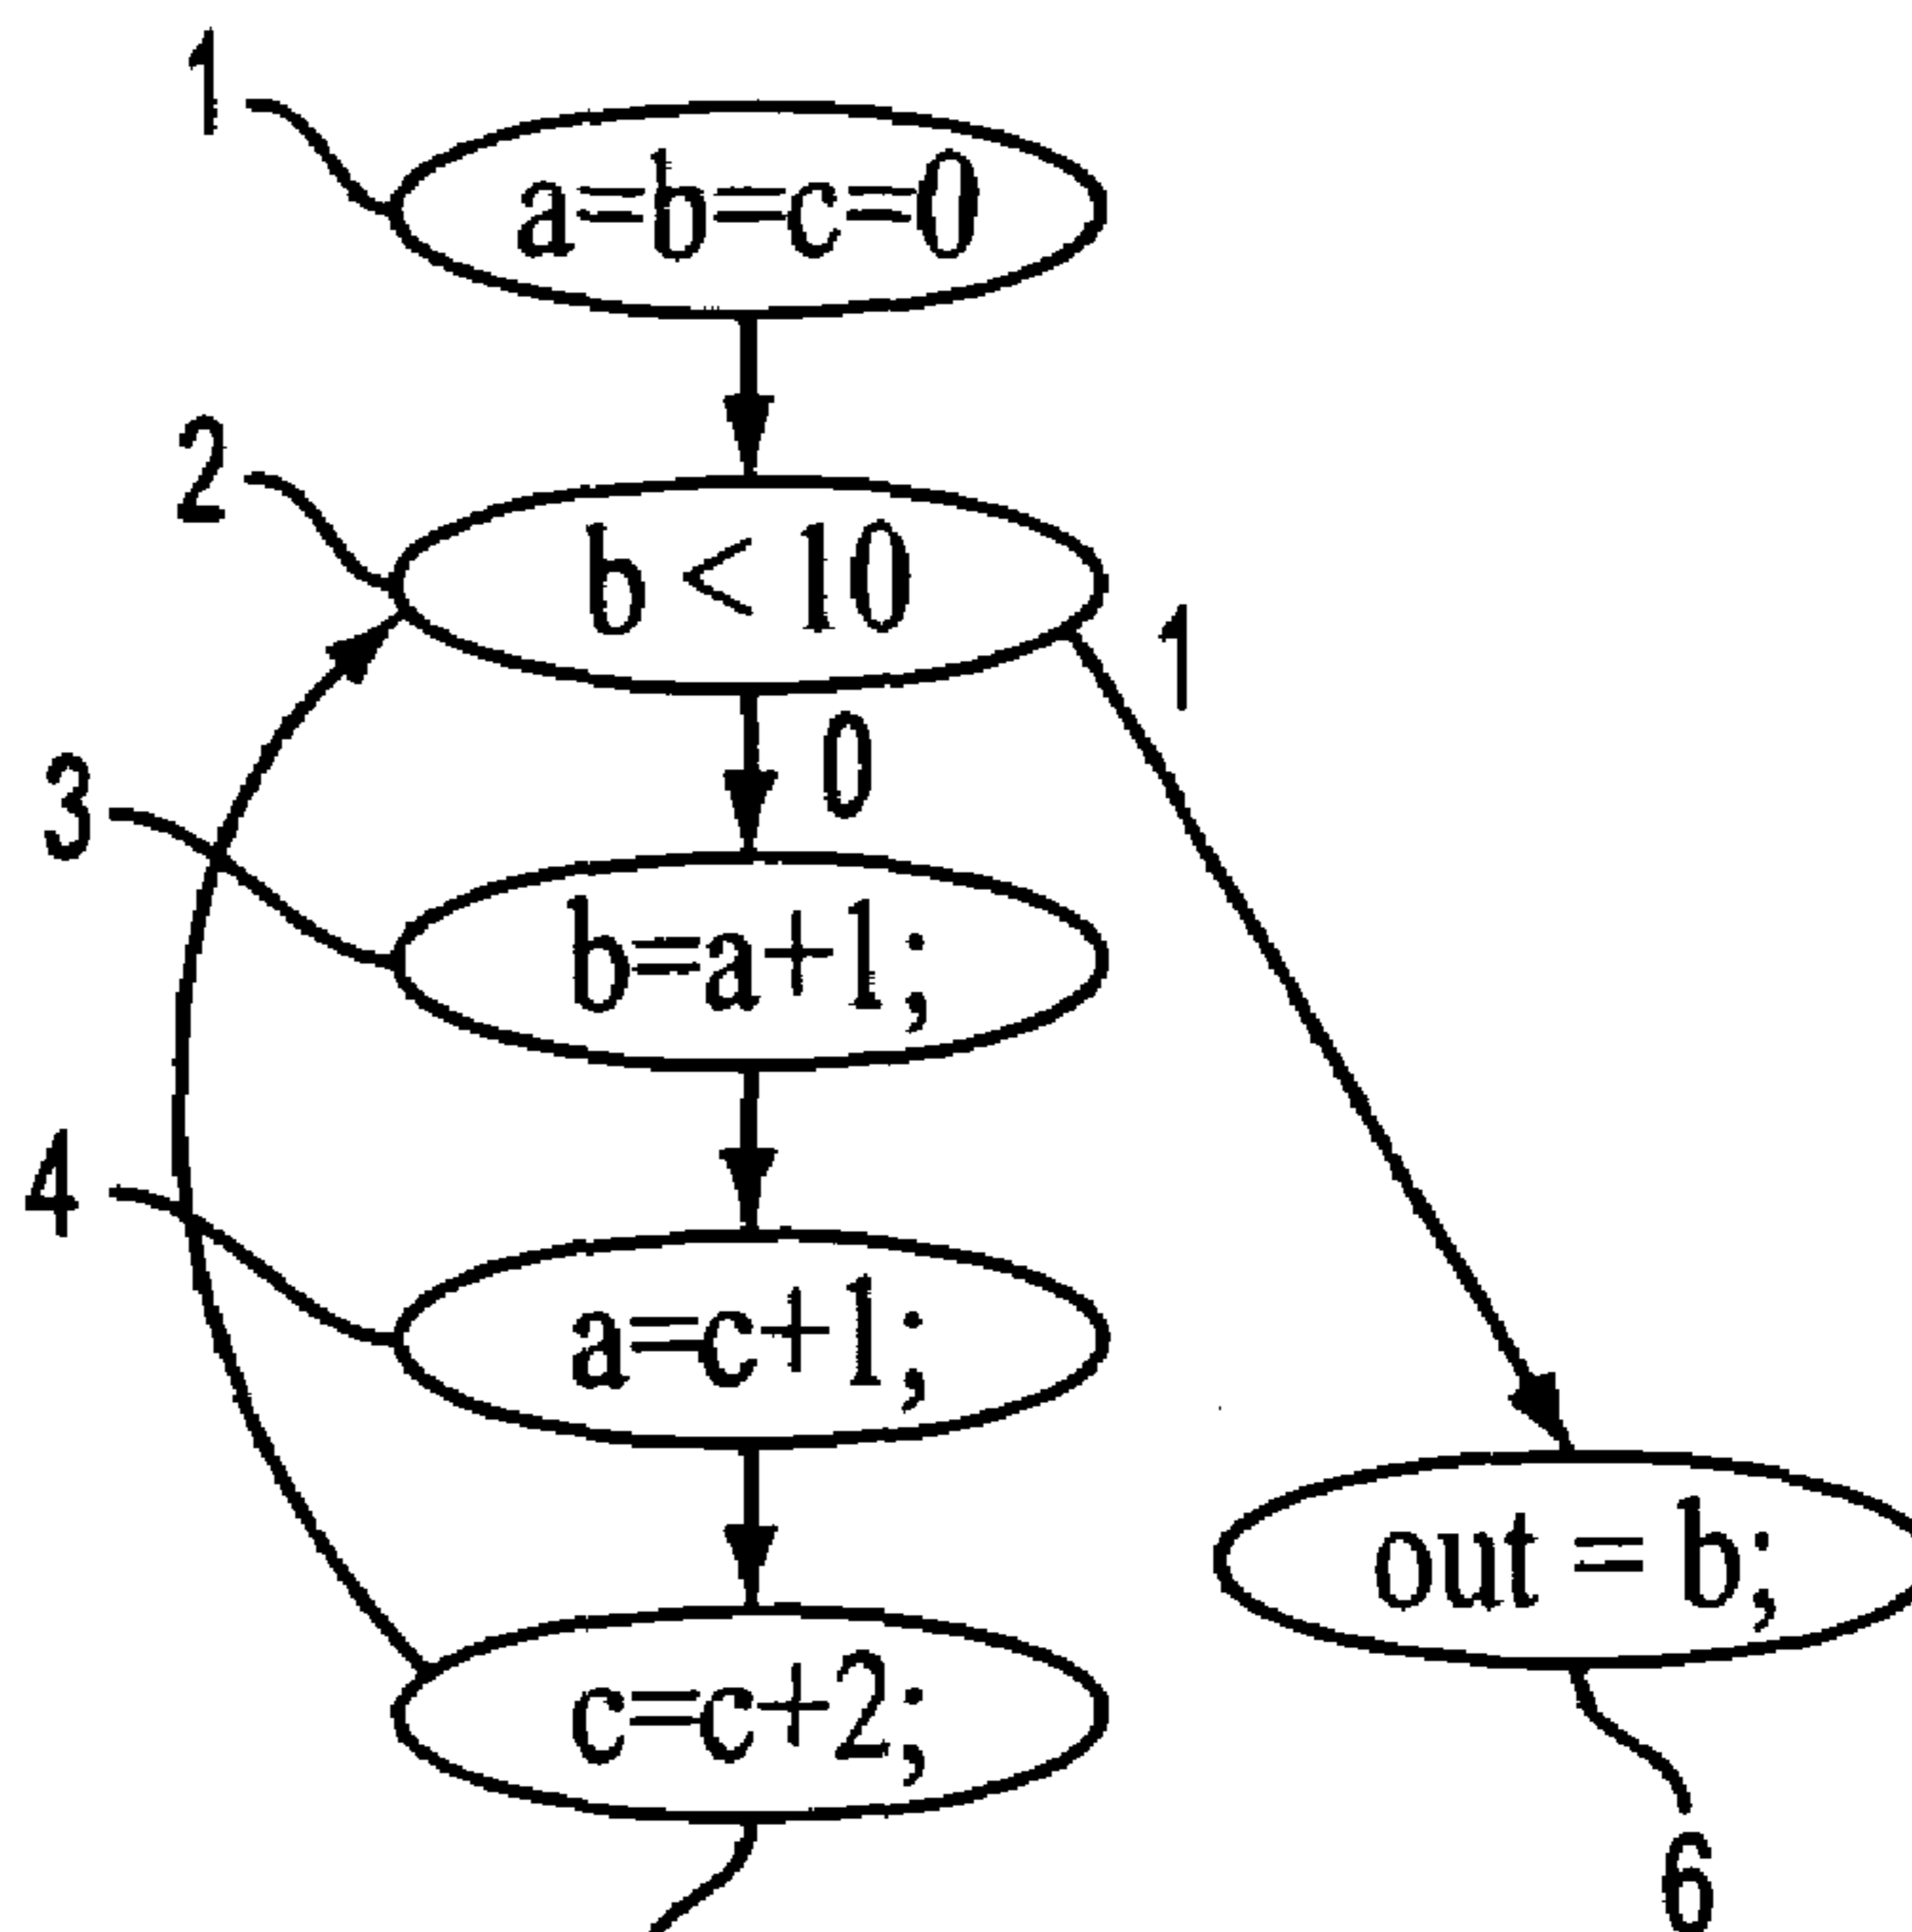 1
a=b=c=0
2
b < 10
1
0
3
b=a+1;
4
a=c+1;
out = b;
c=c+2;
6